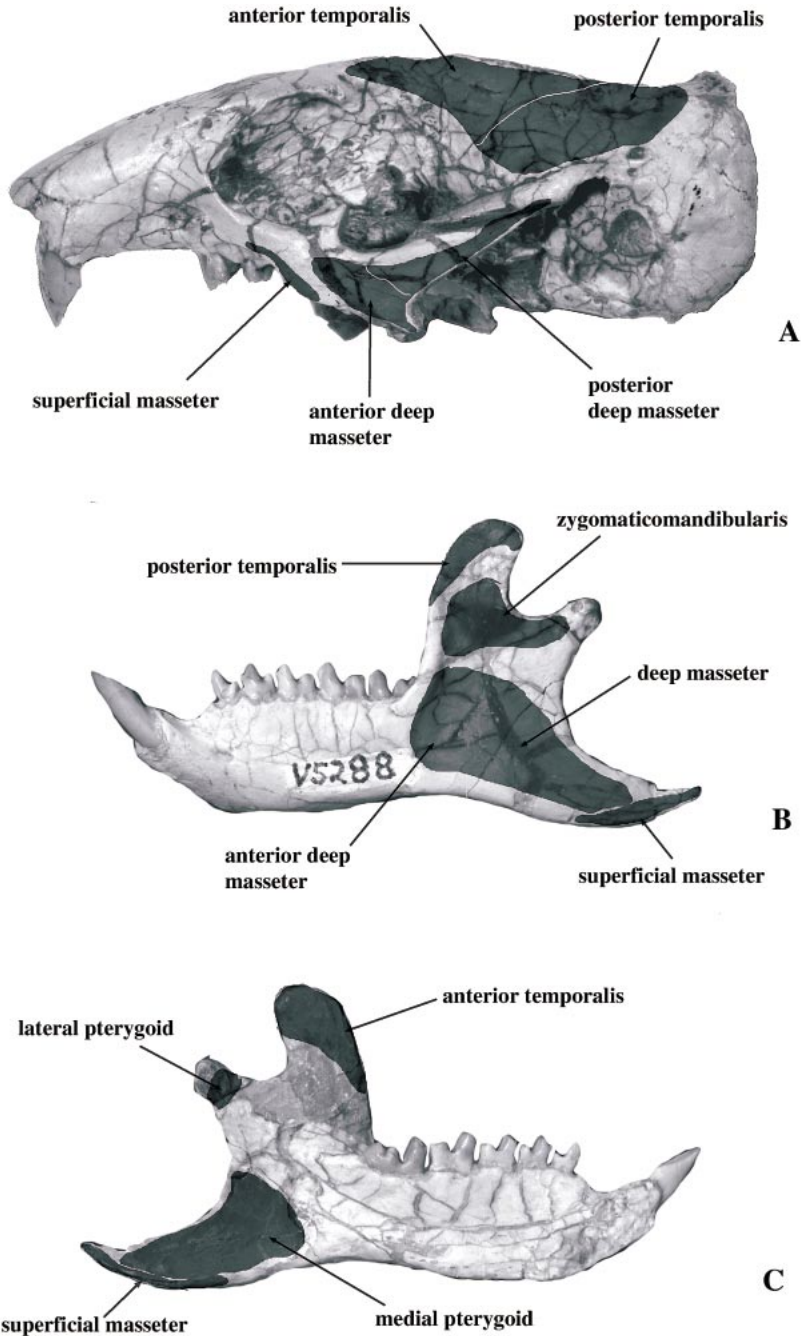 anterior temporalis
posterior temporalis
A
superficial masseter
anterior deep
masseter
posterior
deep masseter
zygomaticomandibularis
posterior temporalis
deep masseter
V5288
B
anterior deep
masseter
superficial masseter
anterior temporalis
lateral pterygoid
C
superficial masseter
medial pterygoid